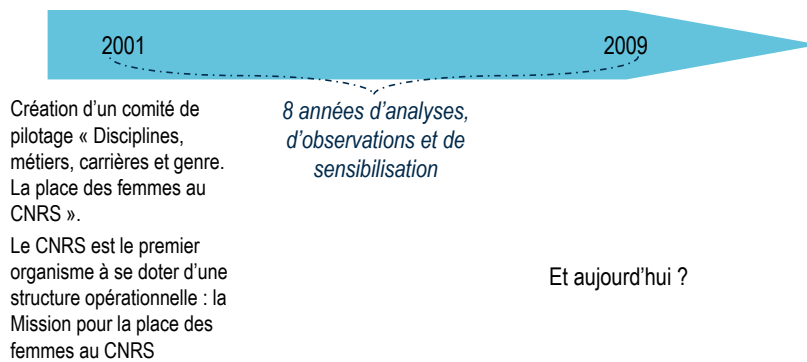 2001
2009
Création d’un comité de
pilotage « Disciplines,
métiers, carrières et genre.
La place des femmes au
CNRS ».
Le CNRS est le premier
organisme à se doter d’une
structure opérationnelle : la
Mission pour la place des
femmes au CNRS
8 années d’analyses,
d’observations et de
sensibilisation
Et aujourd’hui ?